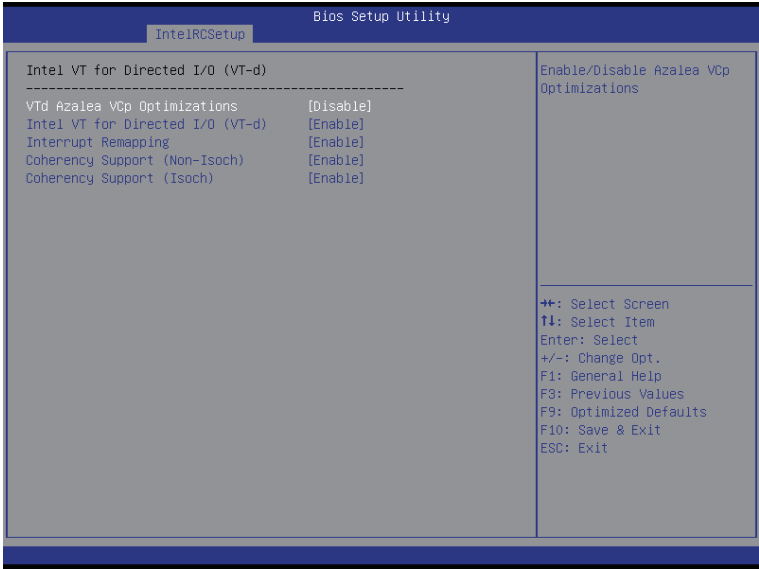 Bios Setup Utility
IntelRCSetup
Intel VT for Directed I/O (VT-d)
--------------------------------------------------
VTd Azalea VCp Optimizations [Disable]
Intel VT for Directed I/O (VT-d) [Enable]
Interrupt Remapping [Enable]
Coherency Support (Non-Isoch) [Enable]
Coherency Support (Isoch) [Enable]
Enable/Disable Azalea VCp
Optimizations
→←: Select Screen
↑↓: Select Item
Enter: Select
+/-: Change Opt.
F1: General Help
F3: Previous Values
F9: Optimized Defaults
F10: Save & Exit
ESC: Exit